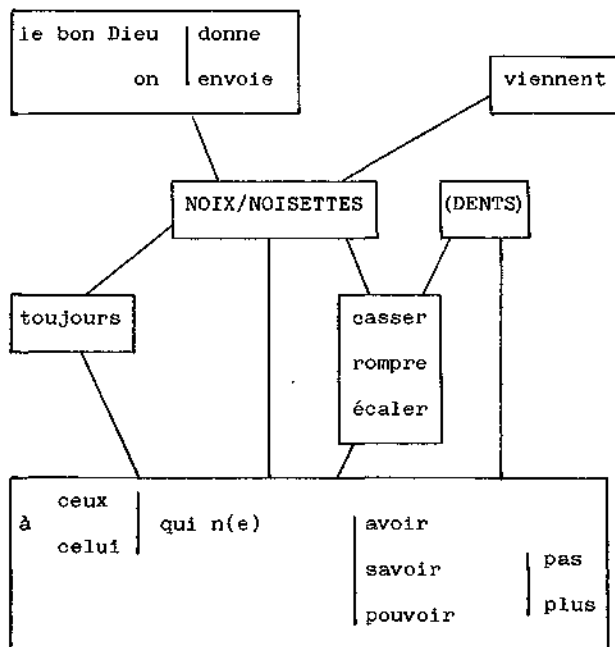 le bon Dieu donne
on envoie
viennent
NOIX/NOISETTES
(DENTS)
toujours
casser
rompre
écaler
à ceux qui n(e) avoir
celui savoir pas
pouvoir plus